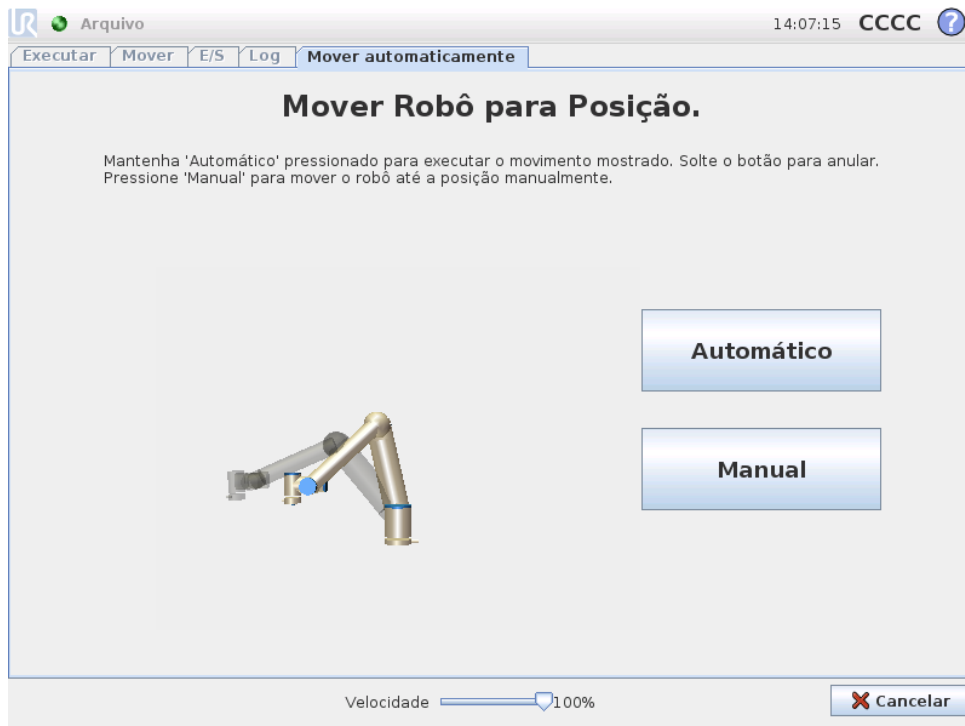 UR Arquivo 14:07:15 CCCC ?
Executar Mover E/S Log Mover automaticamente
Mover Robô para Posição.
Mantenha 'Automático' pressionado para executar o movimento mostrado. Solte o botão para anular.
Pressione 'Manual' para mover o robô até a posição manualmente.
Automático
Manual
Velocidade 100% Cancelar